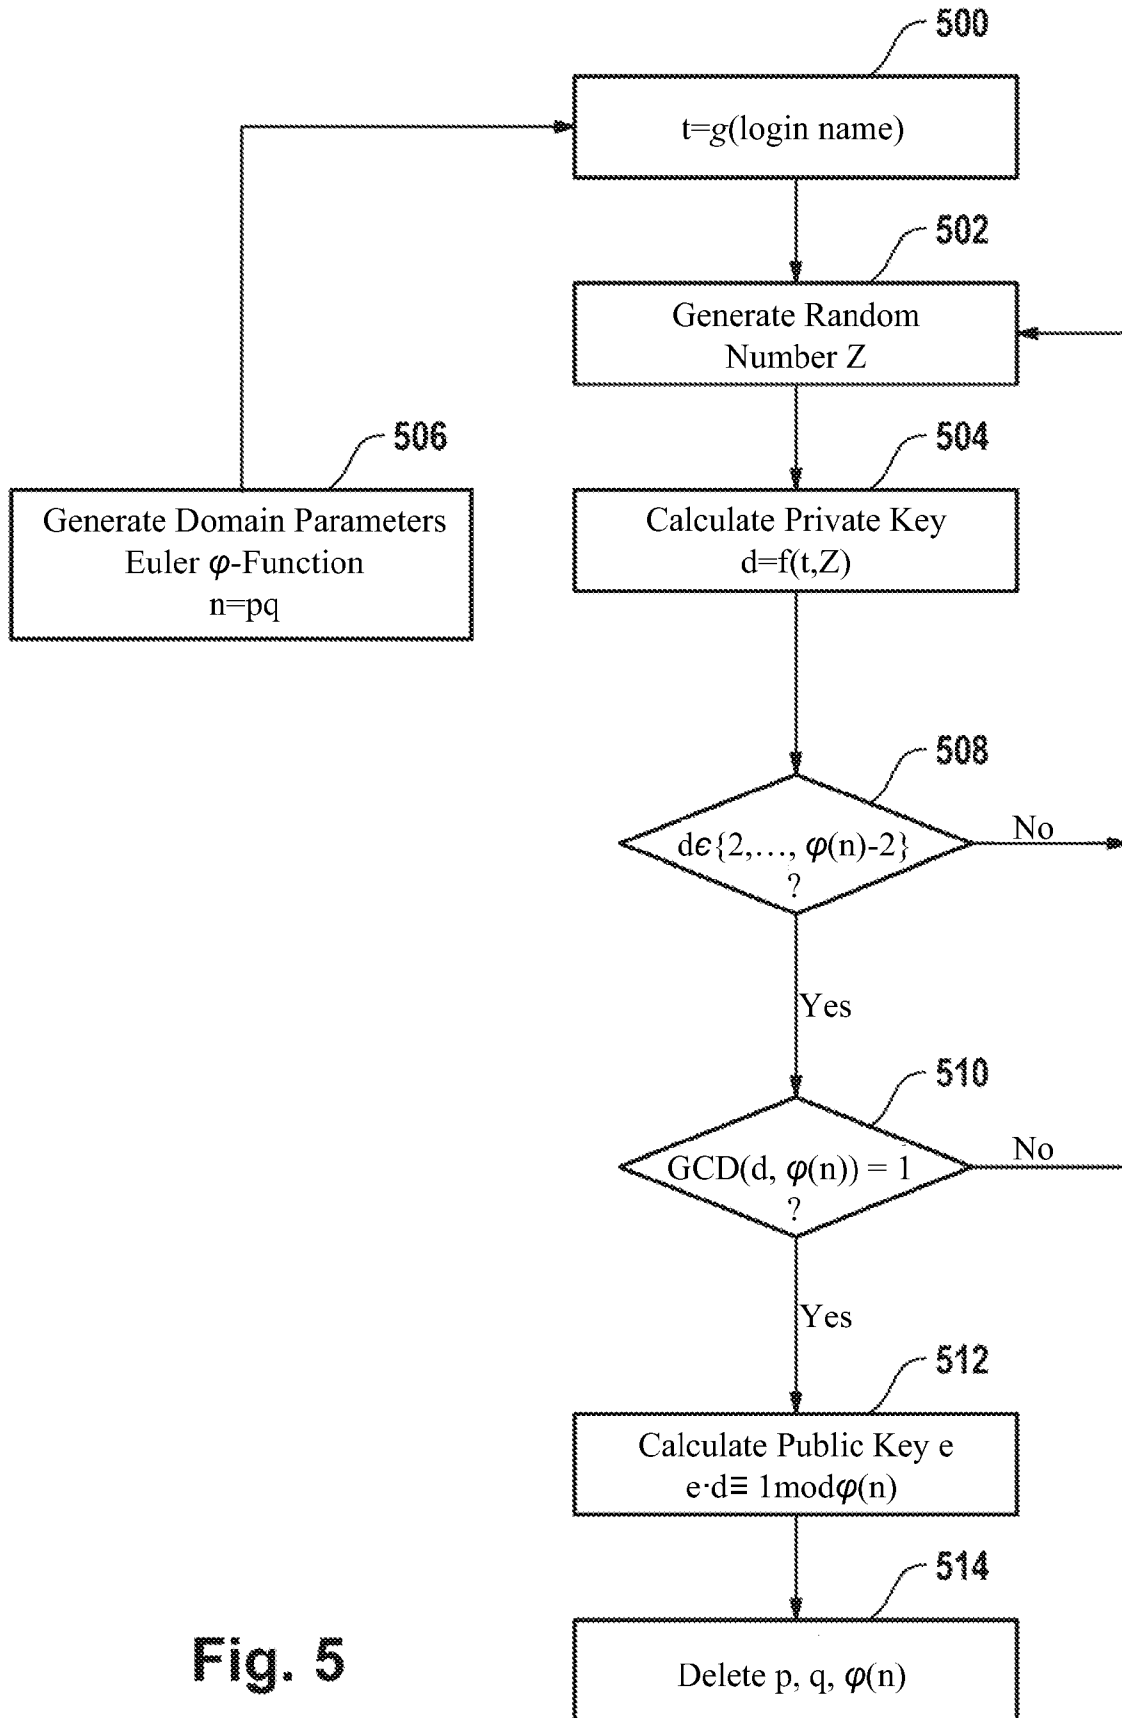 500
t=g(login name)
502
Generate Random
Number Z
506
Generate Domain Parameters
Euler φ-Function
n=pq
504
Calculate Private Key
d=f(t,Z)
508
dϵ{2,..., φ(n)-2}
?
No
Yes
510
GCD(d, φ(n)) = 1
?
No
Yes
512
Calculate Public Key e
e·d≡ 1modφ(n)
514
Delete p, q, φ(n)
Fig. 5